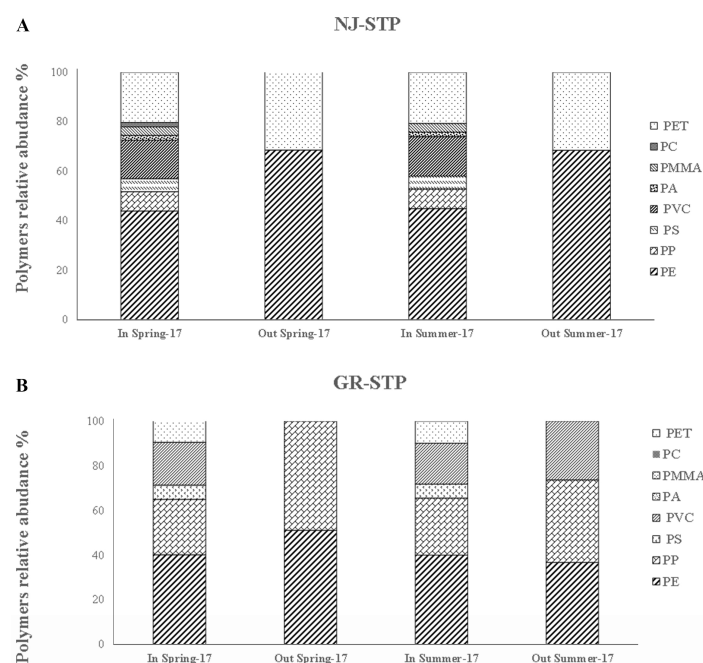 A
NJ-STP
Polymers relative abudance %
100
80
60
40
20
0
In Spring-17
Out Spring-17
In Summer-17
Out Summer-17
PET
PC
PMMA
PA
PVC
PS
PP
PE
B
GR-STP
Polymers relative abudance %
100
80
60
40
20
0
In Spring-17
Out Spring-17
In Summer-17
Out Summer-17
PET
PC
PMMA
PA
PVC
PS
PP
PE